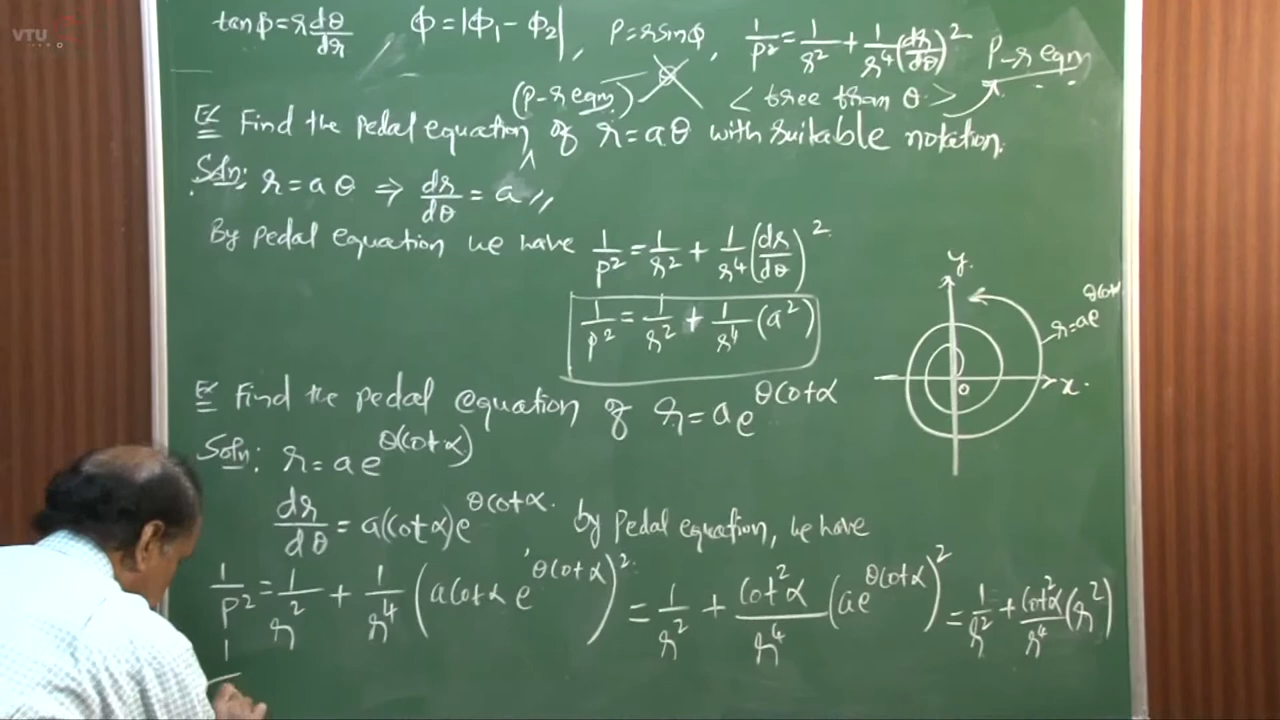 VTU
tanφ = r dθ/dr   φ = |φ₁ - φ₂|, P = r sinφ, 1/P² = 1/r² + 1/r⁴ (dr/dθ)²   P-r eqn
(P-r eqn)   < free than θ >
Ex Find the pedal equation of r = aθ with suitable notation.
Soln: r = aθ ⇒ dr/dθ = a //
By pedal equation we have 1/P² = 1/r² + 1/r⁴ (dr/dθ)²
1/P² = 1/r² + 1/r⁴ (a²)
y
r = ae^θcot
o
x
Ex Find the pedal equation of r = ae^θcotα
Soln: r = ae^θ(cotα)
dr/dθ = a(cotα)e^θcotα. by pedal equation, we have
1/P² = 1/r² + 1/r⁴ (a cotα e^θcotα)² = 1/r² + cot²α/r⁴ (ae^θcotα)² = 1/r² + cot²α/r⁴ (r²)
1